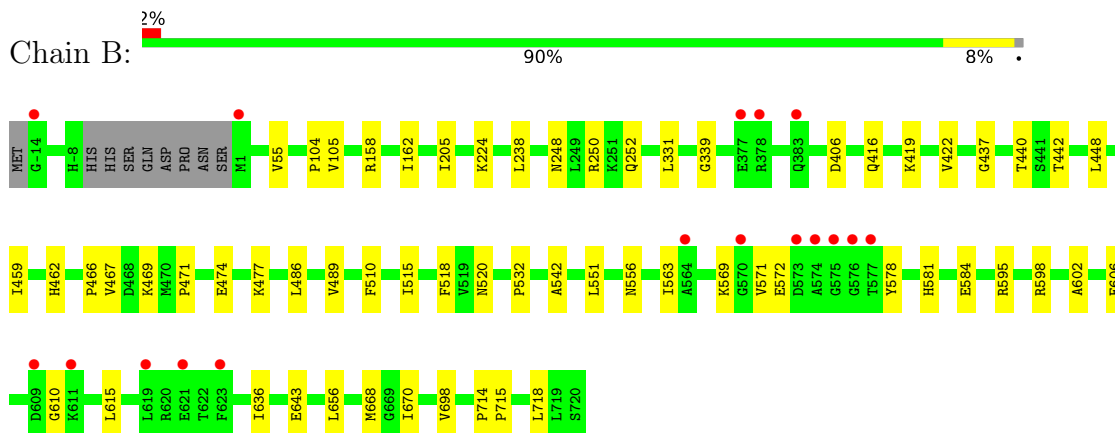 2%
Chain B:
90% 8% •
MET G-14 H-8 HIS HIS SER GLN ASP PRO ASN SER M1 V55 P104 V105 R158 I162 I205 K224 L238 N248 L249 R250 K251 Q252 L331 G339 E377 R378 Q383 D406 Q416 K419 V422 G437 T440 S441 T442 L448
I459 H462 P466 V467 D468 K469 M470 P471 E474 K477 L486 V489 F510 I515 F518 V519 N520 P532 A542 L551 N556 I563 A564 K569 G570 V571 E572 D573 A574 G575 G576 T577 Y578 H581 E584 R595 R598 A602
D609 G610 K611 L615 L619 R620 E621 T622 F623 I636 E643 L656 M668 G669 I670 V698 P714 P715 L718 L719 S720